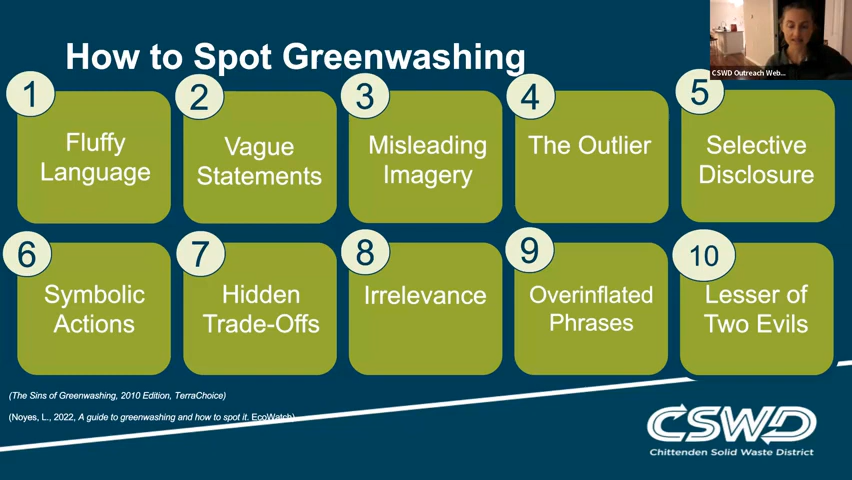 How to Spot Greenwashing
CSWD Outreach Web...
1
Fluffy
Language
2
Vague
Statements
3
Misleading
Imagery
4
The Outlier
5
Selective
Disclosure
6
Symbolic
Actions
7
Hidden
Trade-Offs
8
Irrelevance
9
Overinflated
Phrases
10
Lesser of
Two Evils
(The Sins of Greenwashing, 2010 Edition, TerraChoice)
(Noyes, L., 2022, A guide to greenwashing and how to spot it. EcoWatch)
CSWD
Chittenden Solid Waste District